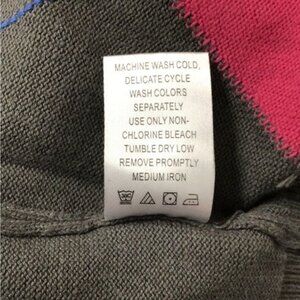 MACHINE WASH COLD,
DELICATE CYCLE
WASH COLORS
SEPARATELY
USE ONLY NON-
CHLORINE BLEACH
TUMBLE DRY LOW
REMOVE PROMPTLY
MEDIUM IRON